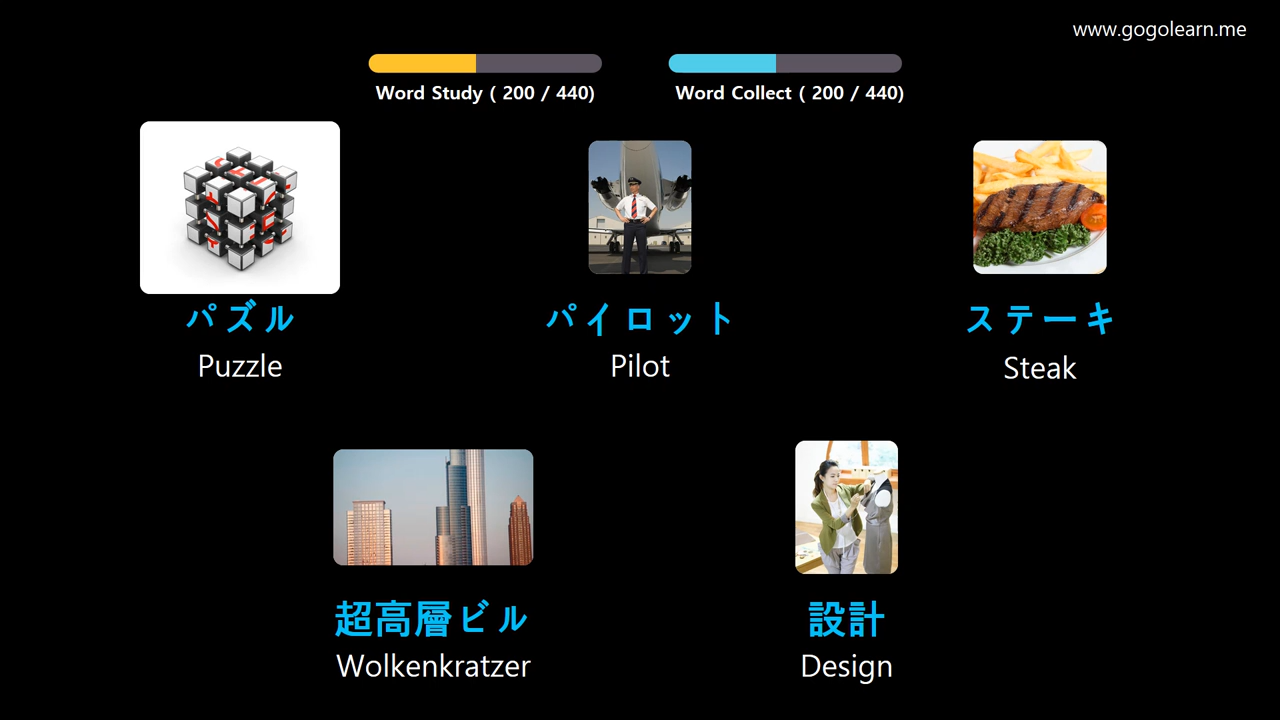 www.gogolearn.me
Word Study ( 200 / 440)
Word Collect ( 200 / 440)
パズル
Puzzle
パイロット
Pilot
ステーキ
Steak
超高層ビル
Wolkenkratzer
設計
Design